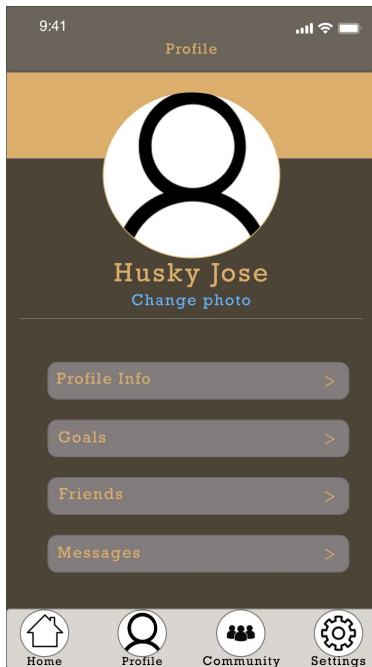 9:41
Profile
Husky Jose
Change photo
Profile Info >
Goals >
Friends >
Messages >
Home Profile Community Settings